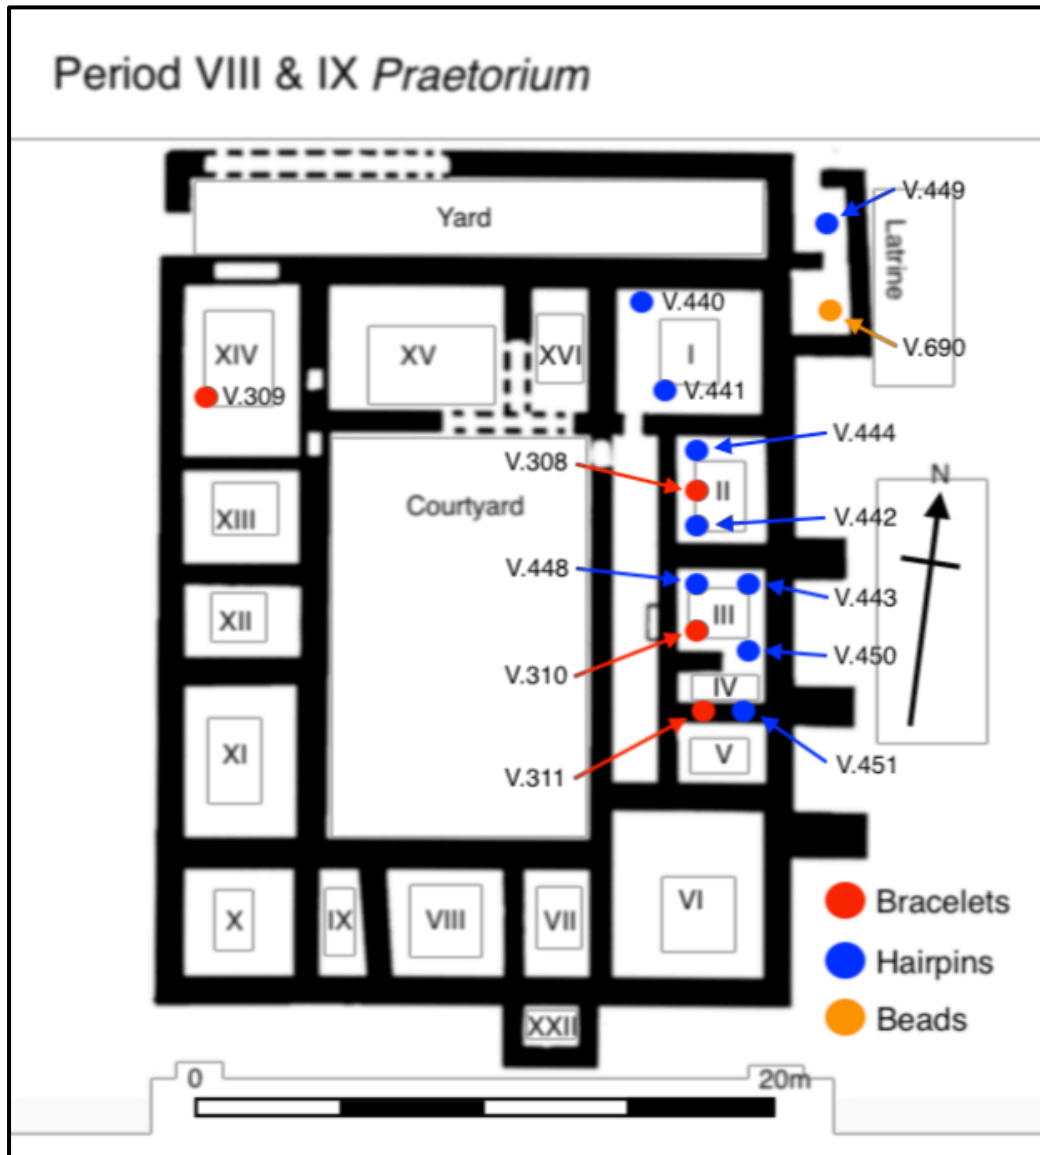 Period VIII & IX Praetorium
Yard
V.449
Latrine
V.440
XIV
XV
XVI
I
V.690
V.309
V.441
V.444
V.308
II
N
Courtyard
XIII
V.442
V.448
V.443
XII
III
V.310
V.450
IV
XI
V
V.311
V.451
VI
Bracelets
X
IX
VIII
VII
Hairpins
XXII
Beads
0
20m